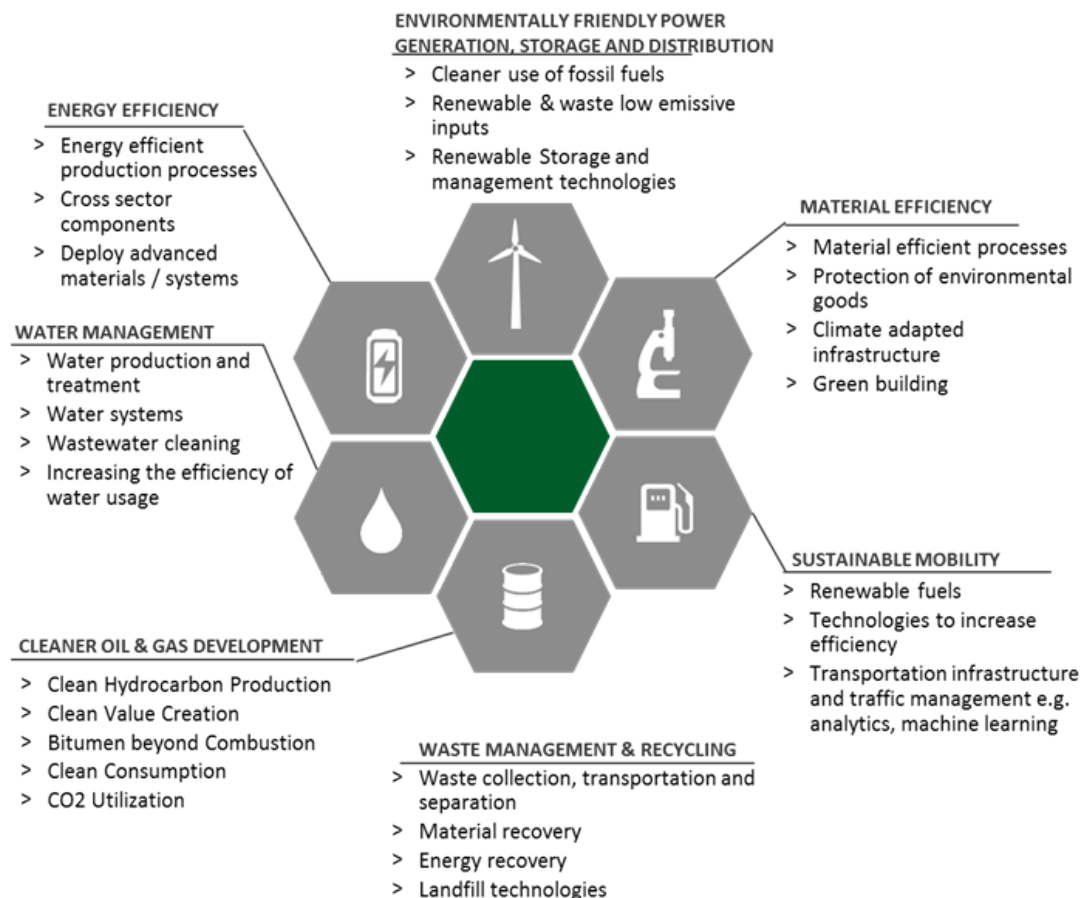 ENVIRONMENTALLY FRIENDLY POWER
GENERATION, STORAGE AND DISTRIBUTION
> Cleaner use of fossil fuels
> Renewable & waste low emissive
inputs
> Renewable Storage and
management technologies
ENERGY EFFICIENCY
> Energy efficient
production processes
> Cross sector
components
> Deploy advanced
materials / systems
MATERIAL EFFICIENCY
> Material efficient processes
> Protection of environmental
goods
> Climate adapted
infrastructure
> Green building
WATER MANAGEMENT
> Water production and
treatment
> Water systems
> Wastewater cleaning
> Increasing the efficiency of
water usage
SUSTAINABLE MOBILITY
> Renewable fuels
> Technologies to increase
efficiency
> Transportation infrastructure
and traffic management e.g.
analytics, machine learning
CLEANER OIL & GAS DEVELOPMENT
> Clean Hydrocarbon Production
> Clean Value Creation
> Bitumen beyond Combustion
> Clean Consumption
> CO2 Utilization
WASTE MANAGEMENT & RECYCLING
> Waste collection, transportation and
separation
> Material recovery
> Energy recovery
> Landfill technologies